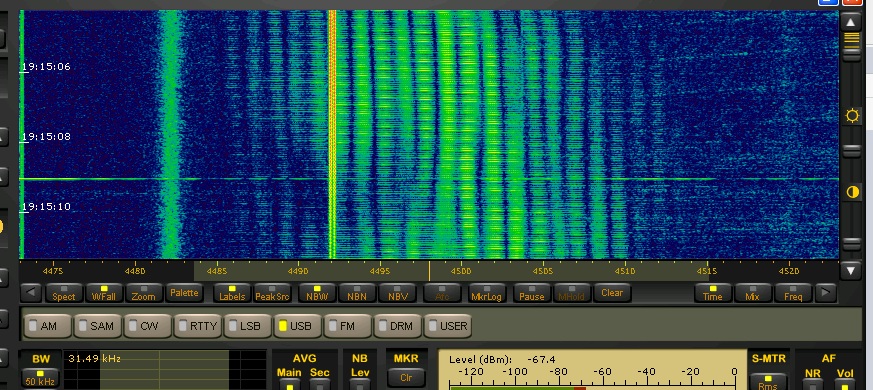 19:15:06
19:15:08
19:15:10
4475 4480 4485 4490 4495 4500 4505 4510 4515 4520
Spect WFall Zoom Palette Labels PeakSrc NBW NBN NBV Afc MkrLog Pause MHold Clear Time Mix Freq
AM SAM CW RTTY LSB USB FM DRM USER
BW 31.49 kHz AVG NB MKR Level (dBm): -67.4 S-MTR AF
50 kHz Main Sec Lev Clr -120 -100 -80 -60 -40 -20 0 Rms NR Vol